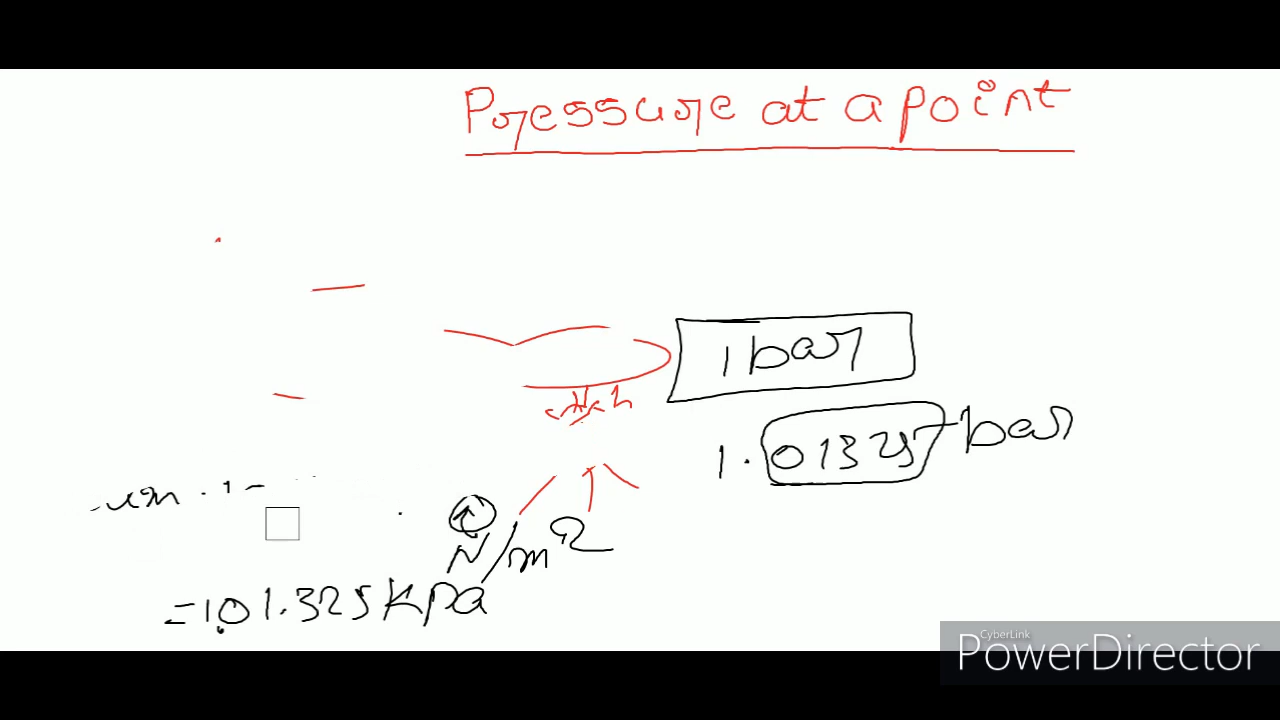 Pressure at a point
1 bar
1.01325 bar
N/m2
=101.325 Kpa
CyberLink
PowerDirector